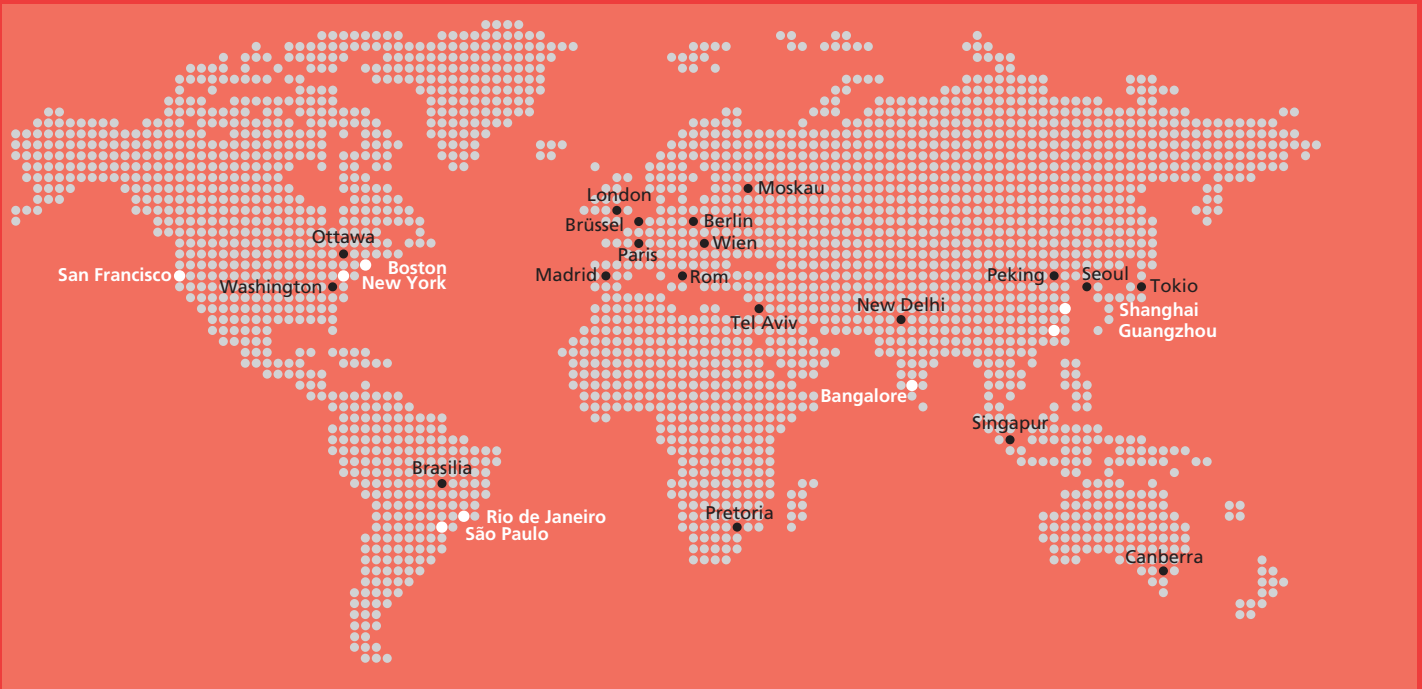 Moskau
London
Brüssel
Berlin
Ottawa
Wien
Paris
San Francisco
Boston
New York
Washington
Madrid
Rom
Peking
Seoul
Tokio
Tel Aviv
New Delhi
Shanghai
Guangzhou
Bangalore
Singapur
Brasilia
Rio de Janeiro
São Paulo
Pretoria
Canberra